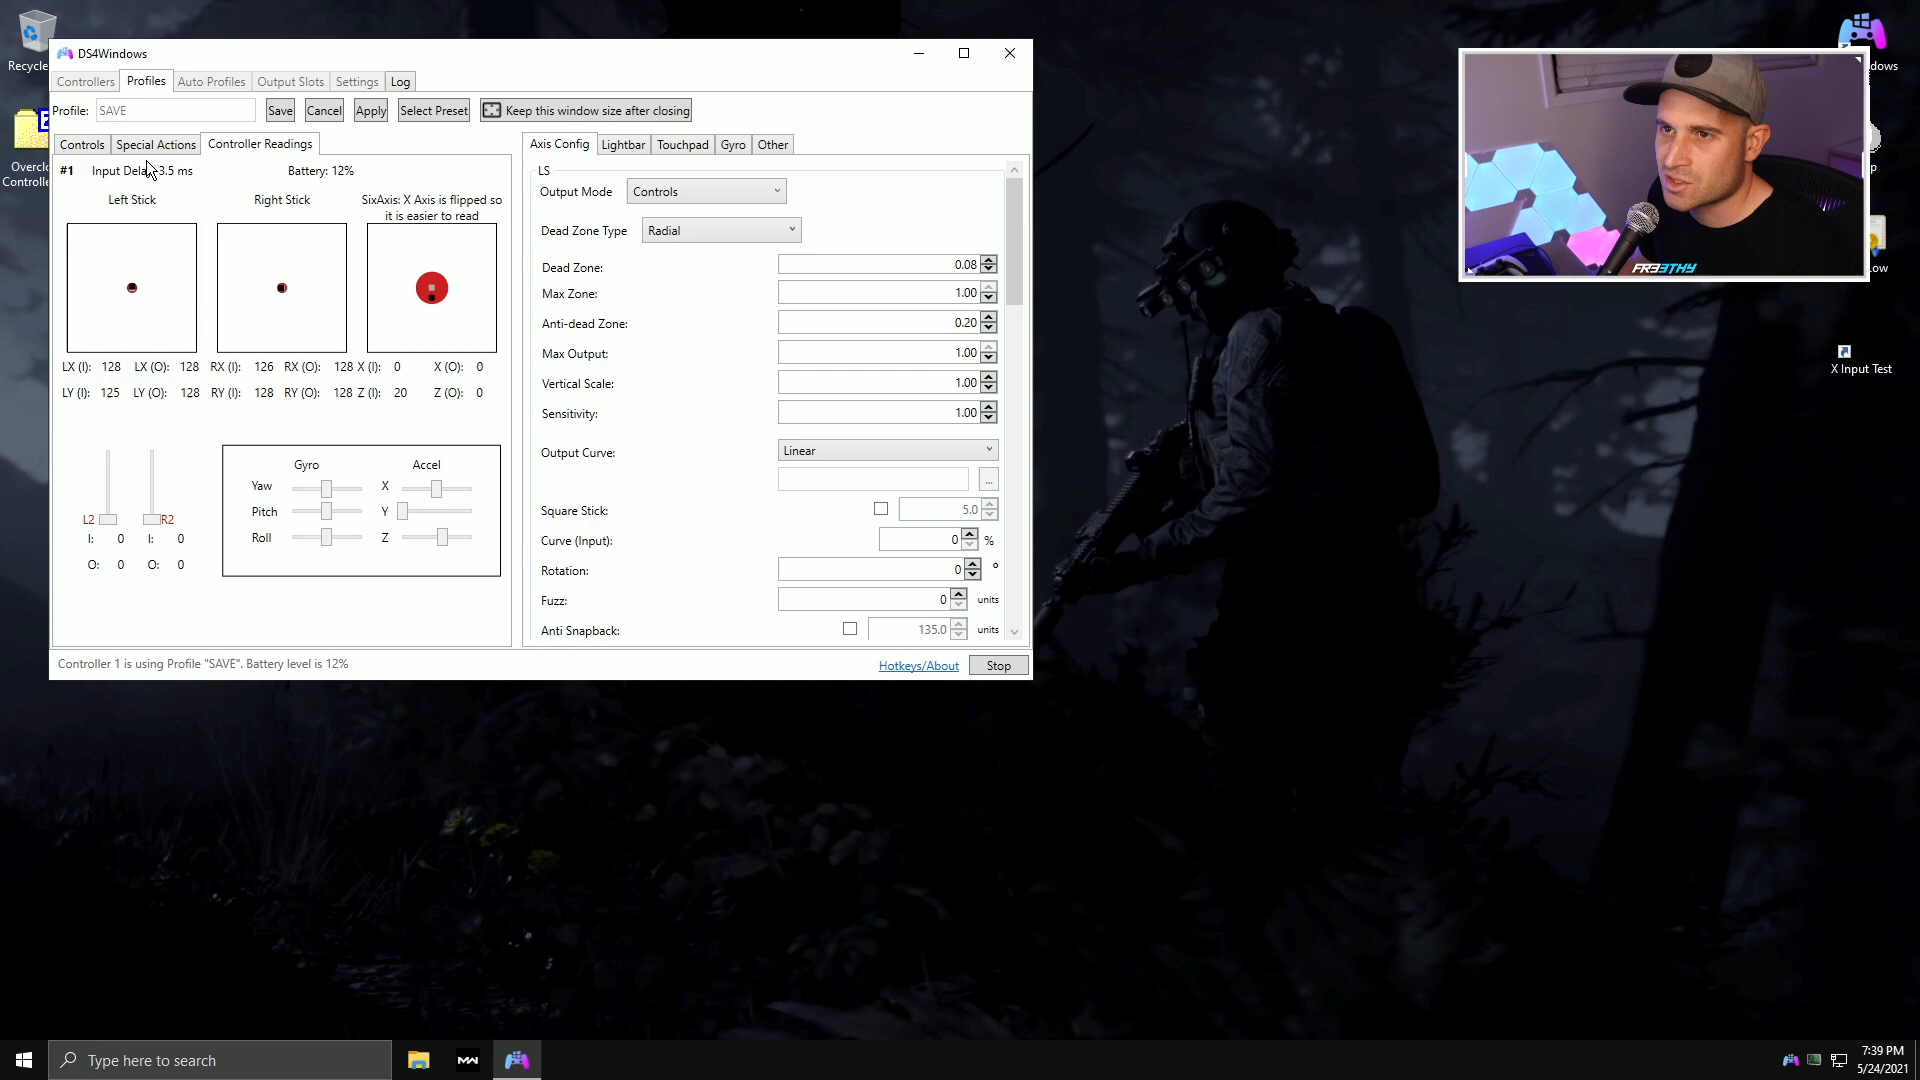 Recycle
Overclo
Controlle
DS4Windows
Controllers Profiles Auto Profiles Output Slots Settings Log
Profile: SAVE Save Cancel Apply Select Preset Keep this window size after closing
Controls Special Actions Controller Readings
Axis Config Lightbar Touchpad Gyro Other
#1 Input Delay 3.5 ms Battery: 12%
Left Stick Right Stick SixAxis: X Axis is flipped so
it is easier to read
LX (I): 128 LX (O): 128 RX (I): 126 RX (O): 128 X (I): 0 X (O): 0
LY (I): 125 LY (O): 128 RY (I): 128 RY (O): 128 Z (I): 20 Z (O): 0
L2 R2
I: 0 I: 0
O: 0 O: 0
Gyro Accel
Yaw X
Pitch Y
Roll Z
LS
Output Mode Controls
Dead Zone Type Radial
Dead Zone: 0.08
Max Zone: 1.00
Anti-dead Zone: 0.20
Max Output: 1.00
Vertical Scale: 1.00
Sensitivity: 1.00
Output Curve: Linear
...
Square Stick: 5.0
Curve (Input): 0 %
Rotation: 0 °
Fuzz: 0 units
Anti Snapback: 135.0 units
Controller 1 is using Profile "SAVE". Battery level is 12%
Hotkeys/About Stop
FR33THY
dows
p
low
X Input Test
Type here to search
MW
7:39 PM
5/24/2021